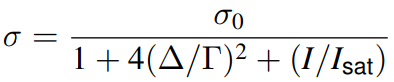 σ = σ₀ / (1 + 4(Δ/Γ)² + (I/I_sat))